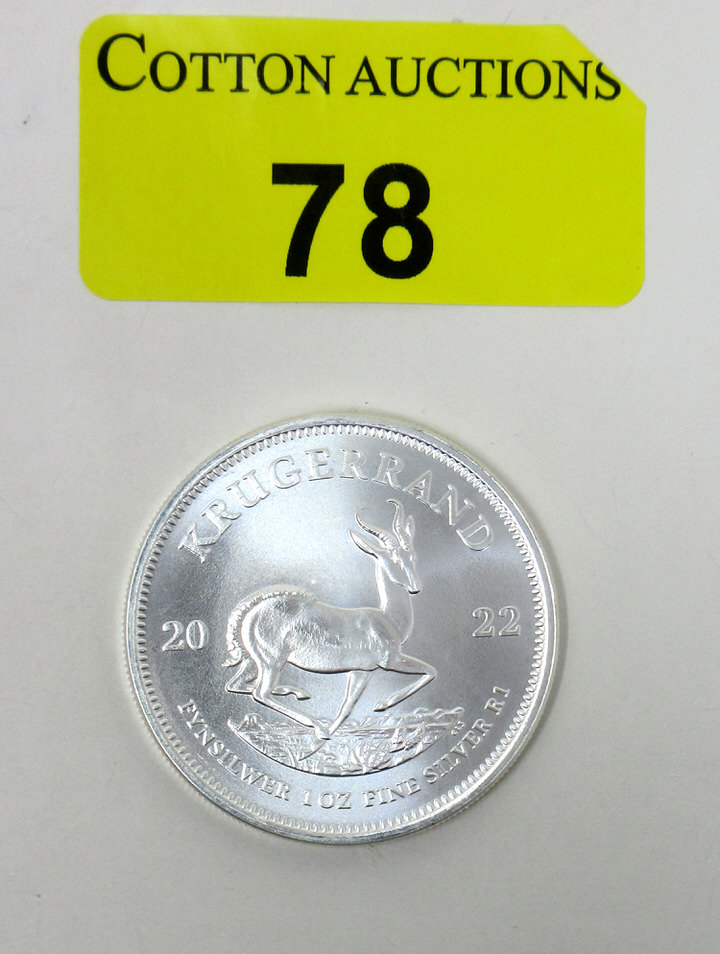 COTTON AUCTIONS
78
KRUGERRAND
20 22
FYNSILWER 1 OZ FINE SILVER R1